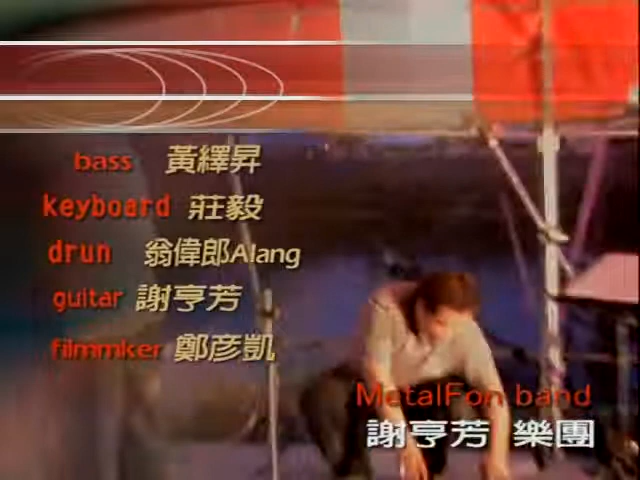 bass 黃繹昇
keyboard 莊毅
drun 翁偉郎Alang
guitar 謝亨芳
filmmker 鄭彦凱
MetalFon band
謝亨芳 樂團